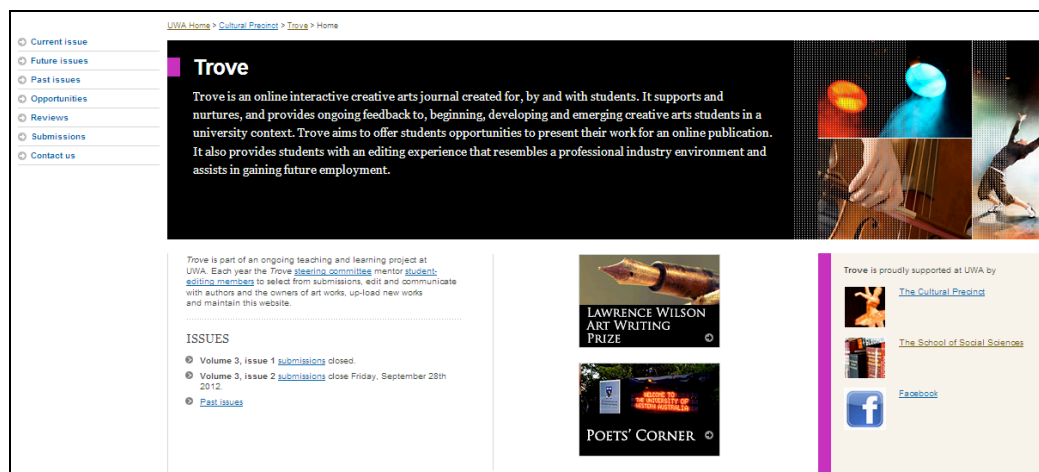 UWA Home > Cultural Precinct > Trove > Home
Current issue
Future issues
Past issues
Opportunities
Reviews
Submissions
Contact us
Trove
Trove is an online interactive creative arts journal created for, by and with students. It supports and
nurtures, and provides ongoing feedback to, beginning, developing and emerging creative arts students in a
university context. Trove aims to offer students opportunities to present their work for an online publication.
It also provides students with an editing experience that resembles a professional industry environment and
assists in gaining future employment.
Trove is part of an ongoing teaching and learning project at
UWA. Each year the Trove steering committee mentor student-
editing members to select from submissions, edit and communicate
with authors and the owners of art works, up-load new works
and maintain this website.
ISSUES
Volume 3, issue 1 submissions closed.
Volume 3, issue 2 submissions close Friday, September 28th
2012.
Past issues
LAWRENCE WILSON
ART WRITING
PRIZE
WELCOME TO
THE UNIVERSITY OF
WESTERN AUSTRALIA
POETS' CORNER
Trove is proudly supported at UWA by
The Cultural Precinct
The School of Social Sciences
Facebook